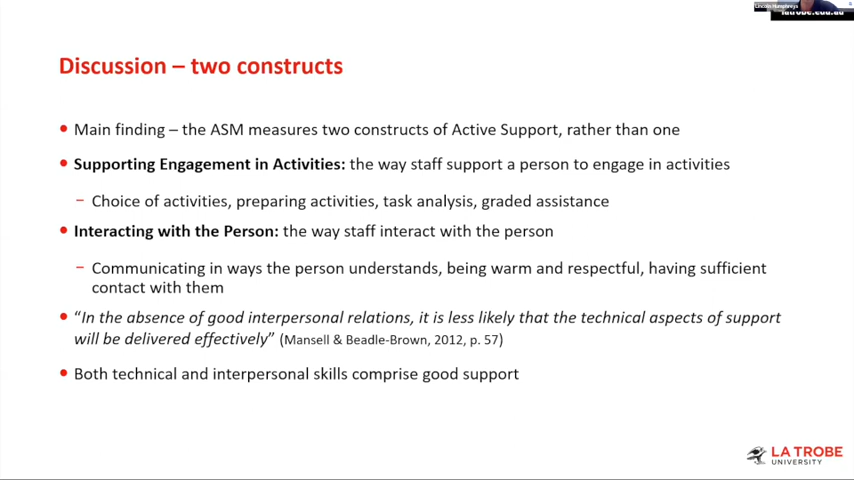 Lincoln Humphreys
latrobe.edu.au
Discussion – two constructs
• Main finding – the ASM measures two constructs of Active Support, rather than one
• Supporting Engagement in Activities: the way staff support a person to engage in activities
– Choice of activities, preparing activities, task analysis, graded assistance
• Interacting with the Person: the way staff interact with the person
– Communicating in ways the person understands, being warm and respectful, having sufficient
contact with them
• “In the absence of good interpersonal relations, it is less likely that the technical aspects of support
will be delivered effectively” (Mansell & Beadle-Brown, 2012, p. 57)
• Both technical and interpersonal skills comprise good support
LA TROBE
UNIVERSITY